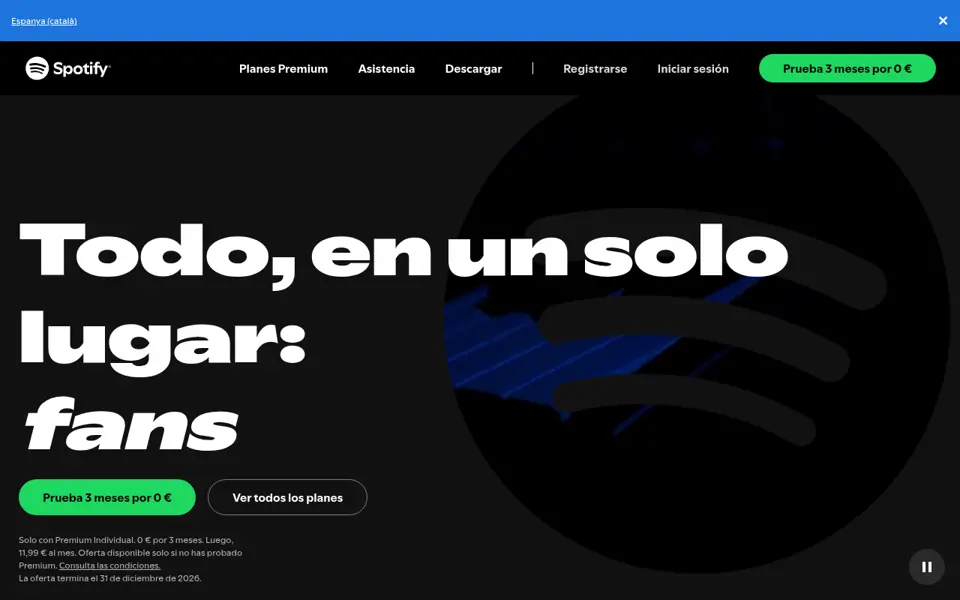 Espanya (català)
Spotify
Planes Premium
Asistencia
Descargar
Registrarse
Iniciar sesión
Prueba 3 meses por 0 €
Todo, en un solo
lugar:
fans
Prueba 3 meses por 0 €
Ver todos los planes
Solo con Premium Individual. 0 € por 3 meses. Luego,
11,99 € al mes. Oferta disponible solo si no has probado
Premium. Consulta las condiciones.
La oferta termina el 31 de diciembre de 2026.